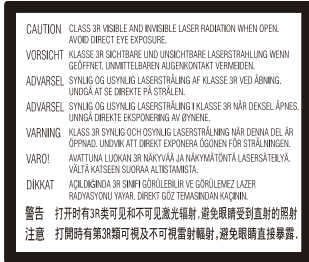 CAUTION CLASS 3R VISIBLE AND INVISIBLE LASER RADIATION WHEN OPEN.
AVOID DIRECT EYE EXPOSURE.
VORSICHT KLASSE 3R SICHTBARE UND UNSICHTBARE LASERSTRAHLUNG WENN
GEÖFFNET. UNMITTELBAREN AUGENKONTAKT VERMEIDEN.
ADVARSEL SYNLIG OG USYNLIG LASERSTRÅLING AF KLASSE 3R VED ÅBNING.
UNDGÅ AT SE DIREKTE PÅ STRÅLEN.
ADVARSEL SYNLIG OG USYNLIG LASERSTRÅLING I KLASSE 3R NÅR DEKSEL ÅPNES.
UNNGÅ DIREKTE EKSPONERING AV ØYNENE.
VARNING KLASS 3R SYNLIG OCH OSYNLIG LASERSTRÅLNING NÄR DENNA DEL ÄR
ÖPPNAD. UNDVIK ATT DIREKT EXPONERA ÖGONEN FÖR STRÅLNINGEN.
VARO! AVATTUNA LUOKAN 3R NÄKYVÄÄ JA NÄKYMÄTÖNTÄ LASERSÄTEILYÄ.
VÄLTÄ KATSEEN SUORAA ALTISTAMISTA.
DİKKAT AÇILDIĞINDA 3R SINIFI GÖRÜLEBİLİR VE GÖRÜLEMEZ LAZER
RADYASYONU YAYAR. DİREKT GÖZ TEMASINDAN KAÇININ.
警告 打开时有3R类可见和不可见激光辐射,避免眼睛受到直射的照射
注意 打開時有第3R類可視及不可視雷射輻射,避免眼睛直接暴露.